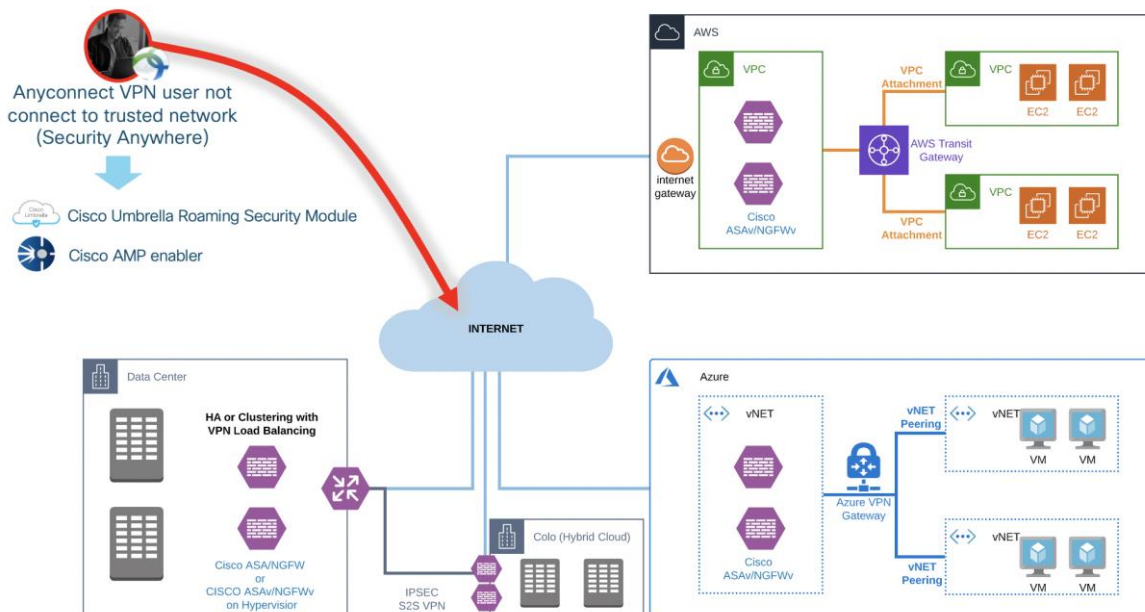 Anyconnect VPN user not
connect to trusted network
(Security Anywhere)
Cisco
Umbrella
Cisco Umbrella Roaming Security Module
Cisco AMP enabler
INTERNET
AWS
VPC
internet
gateway
Cisco
ASAv/NGFWv
VPC
Attachment
AWS Transit
Gateway
VPC
Attachment
VPC
EC2
EC2
VPC
EC2
EC2
Data Center
HA or Clustering with
VPN Load Balancing
Cisco ASA/NGFW
or
CISCO ASAv/NGFWv
on Hypervisior
IPSEC
S2S VPN
Colo (Hybrid Cloud)
Azure
vNET
Cisco
ASAv/NGFWv
Azure VPN
Gateway
vNET
Peering
vNET
Peering
vNET
VM
VM
vNET
VM
VM